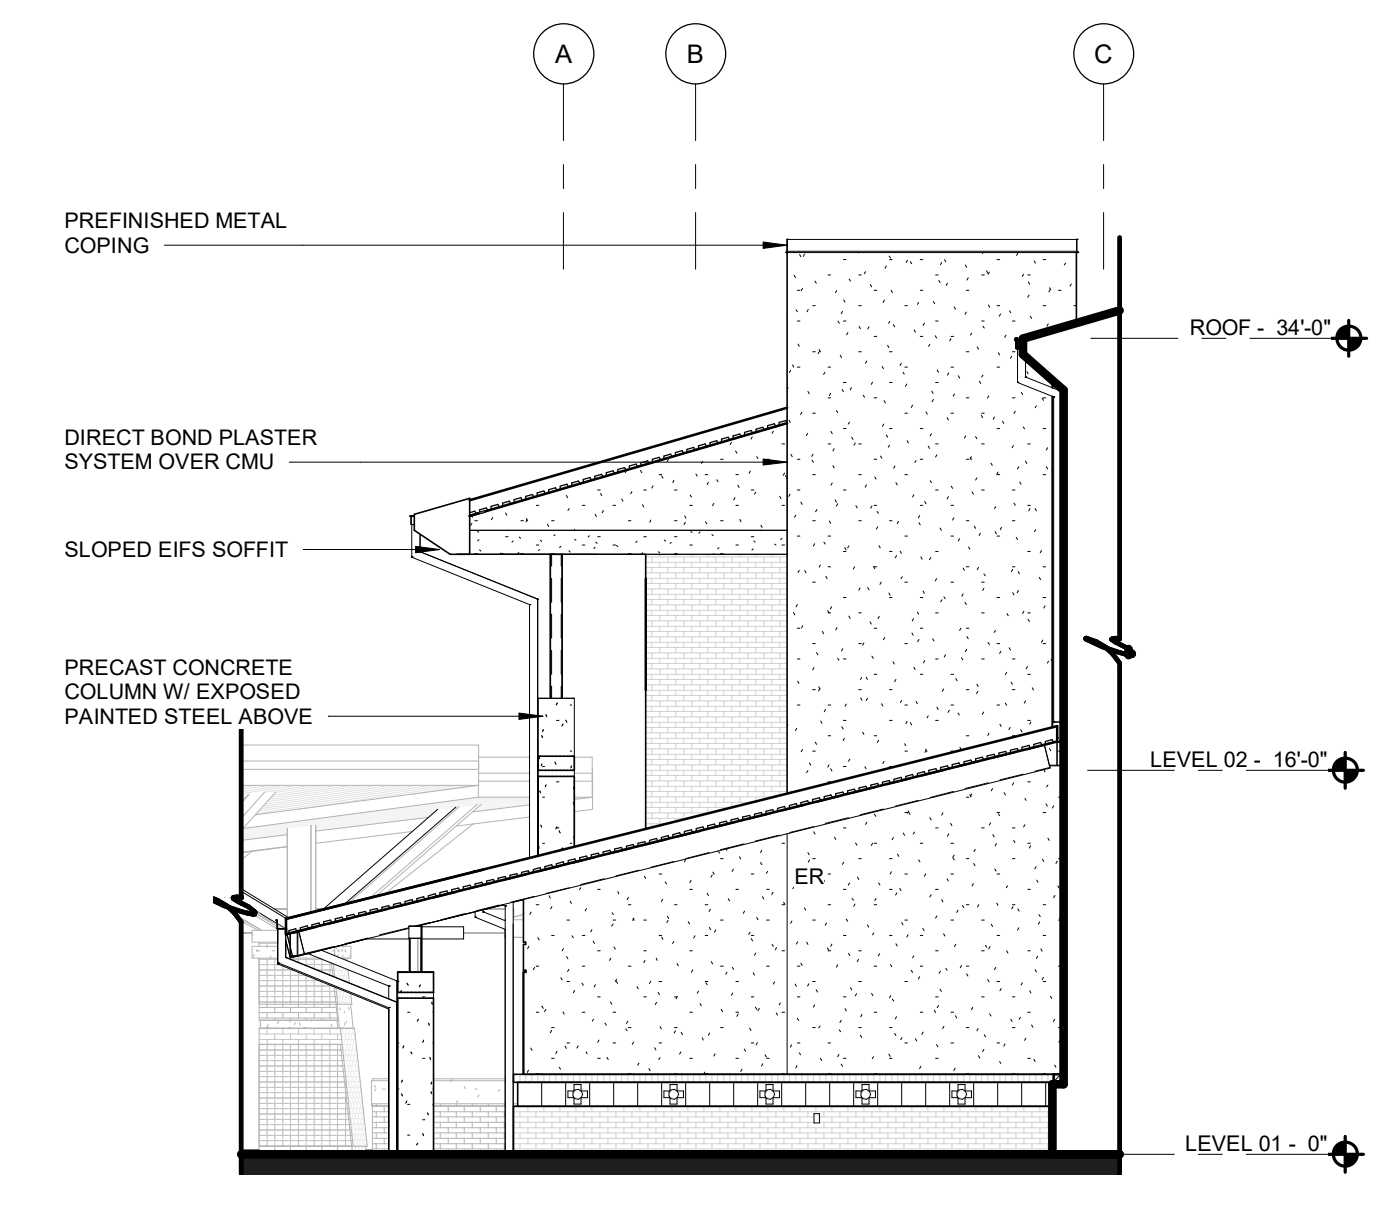 A
B
C
PREFINISHED METAL
COPING
ROOF - 34'-0"
DIRECT BOND PLASTER
SYSTEM OVER CMU
SLOPED EIFS SOFFIT
PRECAST CONCRETE
COLUMN W/ EXPOSED
PAINTED STEEL ABOVE
LEVEL 02 - 16'-0"
ER
LEVEL 01 - 0"